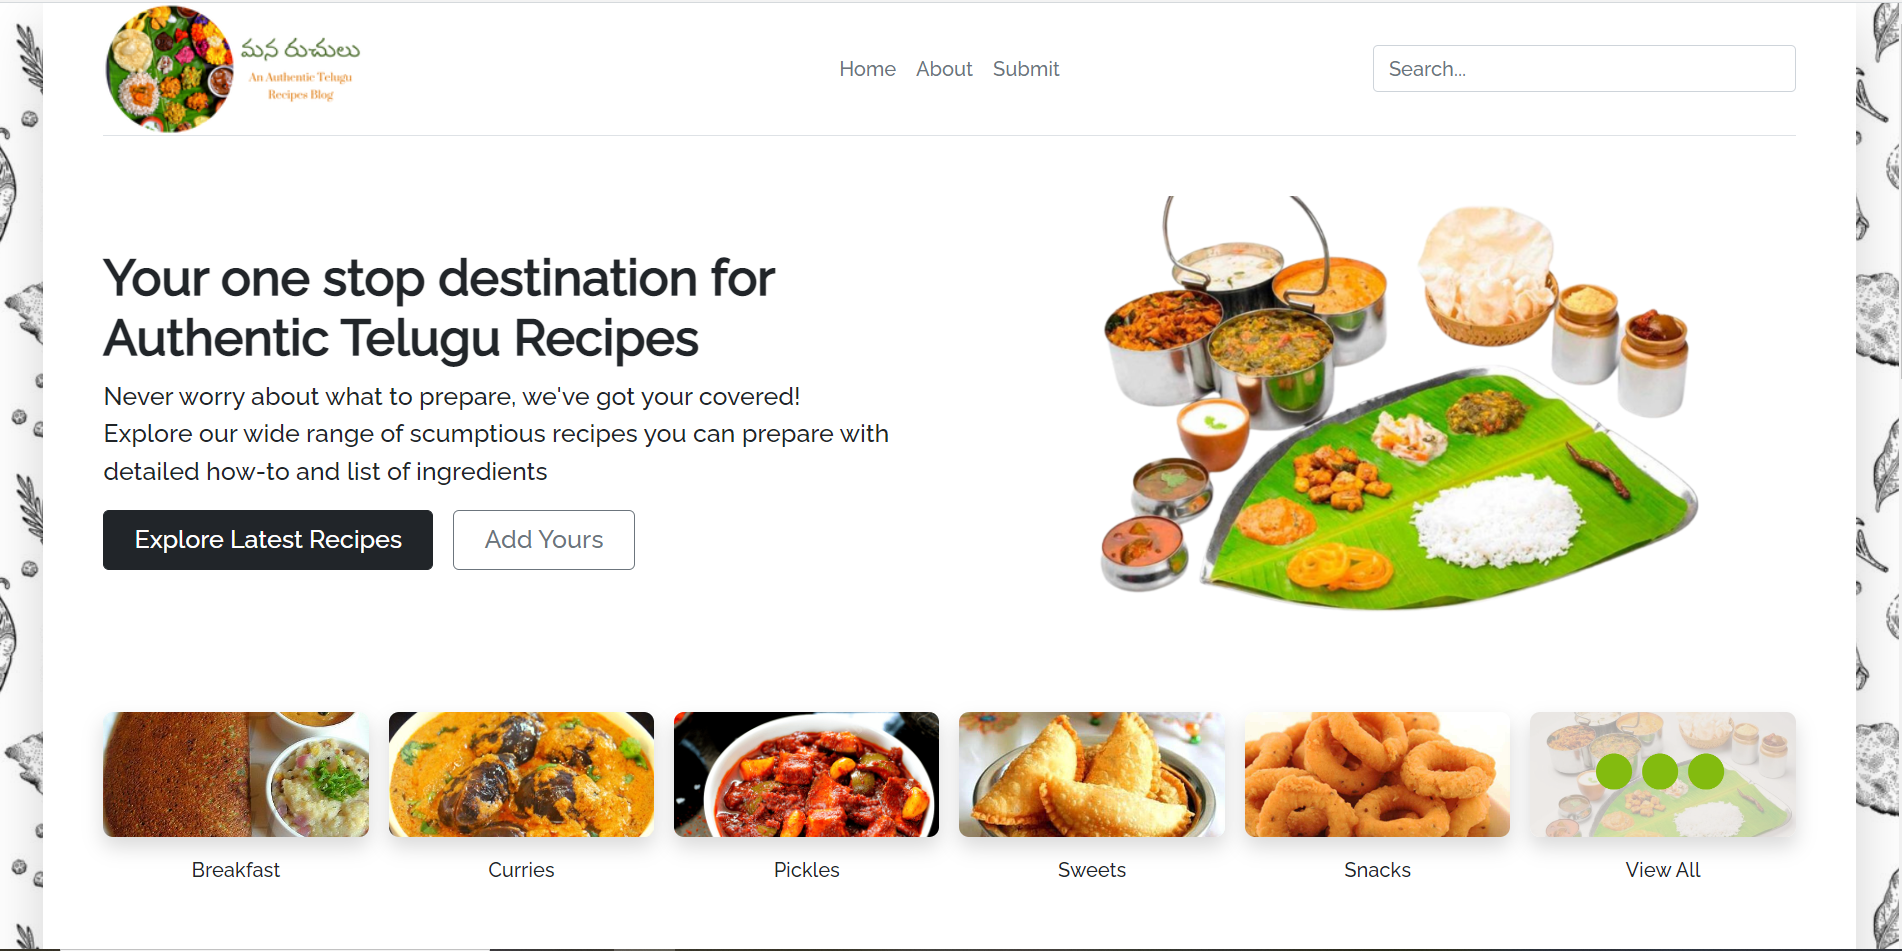 మన రుచులు
An Authentic Telugu
Recipes Blog
Home About Submit
Search...
Your one stop destination for
Authentic Telugu Recipes
Never worry about what to prepare, we've got your covered!
Explore our wide range of scumptious recipes you can prepare with
detailed how-to and list of ingredients
Explore Latest Recipes
Add Yours
Breakfast
Curries
Pickles
Sweets
Snacks
View All